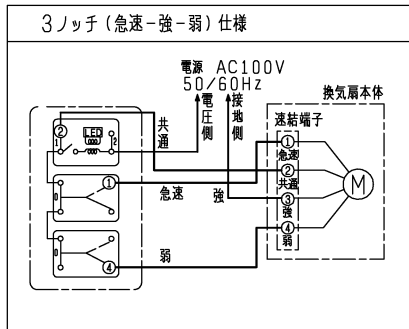 3ノッチ(急速-強-弱)仕様
電源 AC100V
50/60Hz
電圧側
接地側
換気扇本体
速結端子
共通
LED
②
1
2
①
急速
②
共通
③
強
④
弱
M
0
①
急速
強
0
④
弱